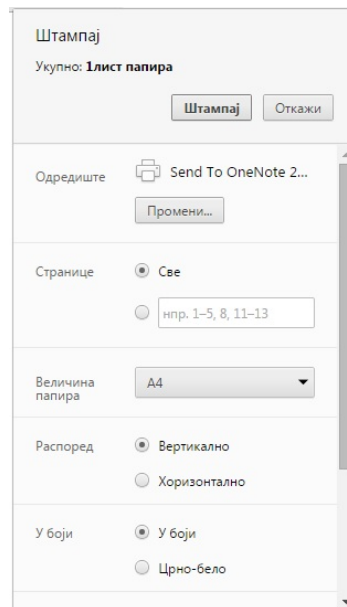 Штампај
Укупно: 1лист папира
Штампај Откажи
Одредиште Send To OneNote 2...
Промени...
Странице Све
нпр. 1–5, 8, 11–13
Величина папира A4
Распоред Вертикално
Хоризонтално
У боји У боји
Црно-бело